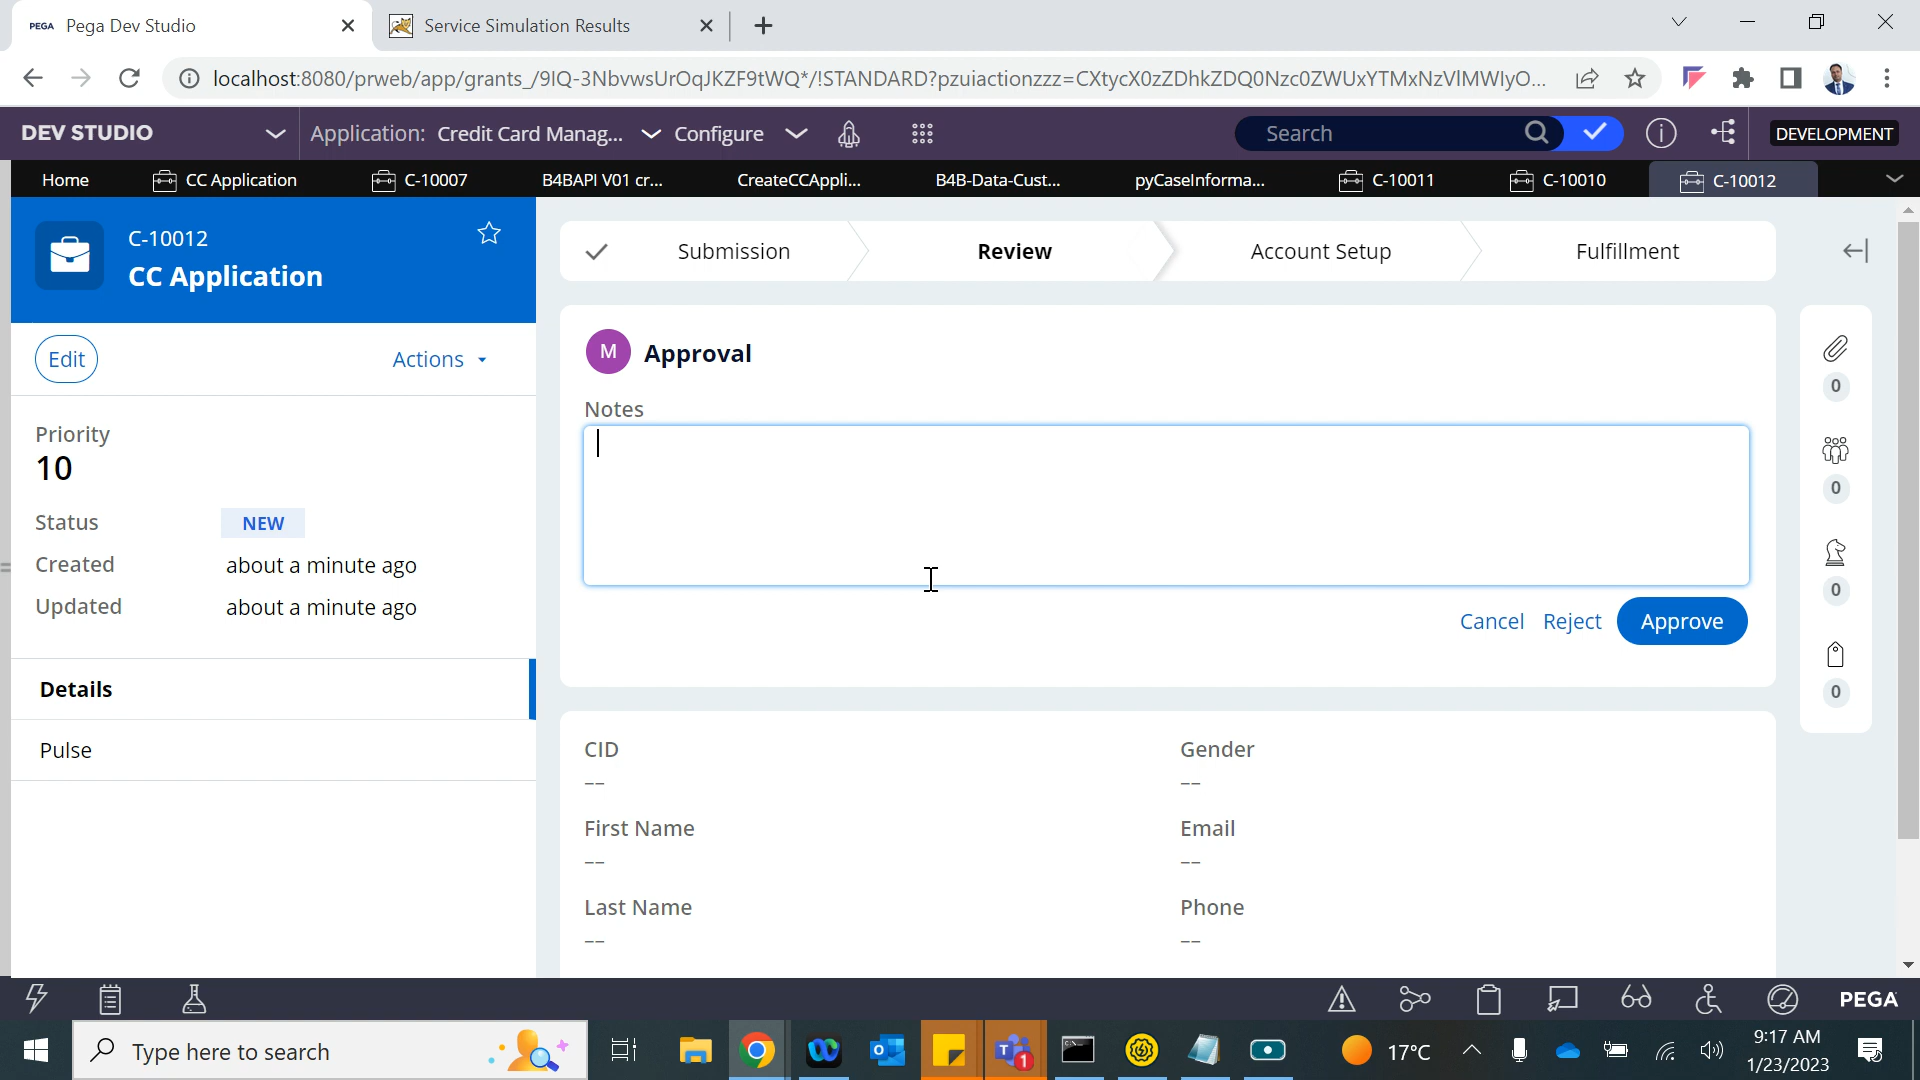 PEGA Pega Dev Studio
Service Simulation Results
localhost:8080/prweb/app/grants_/9IQ-3NbvwsUrOqJKZF9tWQ*/!STANDARD?pzuiactionzzz=CXtycX0zZDhkZDQ0Nzc0ZWUxYTMxNzVlMWIyO...
DEV STUDIO
Application: Credit Card Manag...
Configure
Search
DEVELOPMENT
Home
CC Application
C-10007
B4BAPI V01 cr...
CreateCCAppli...
B4B-Data-Cust...
pyCaseInforma...
C-10011
C-10010
C-10012
C-10012
CC Application
Submission
Review
Account Setup
Fulfillment
Edit
Actions
M Approval
Notes
Priority
10
Status NEW
Created about a minute ago
Updated about a minute ago
Cancel Reject Approve
Details
Pulse
0
0
0
0
CID
--
Gender
--
First Name
--
Email
--
Last Name
--
Phone
--
PEGA
Type here to search
1
17°C
9:17 AM
1/23/2023